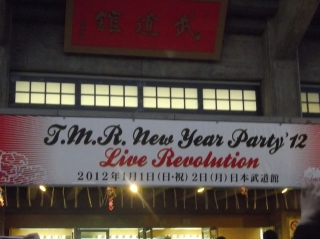 武道館
T.M.R. New Year Party '12
Live Revolution
2012年1月1日(日・祝) 2日(月) 日本武道館